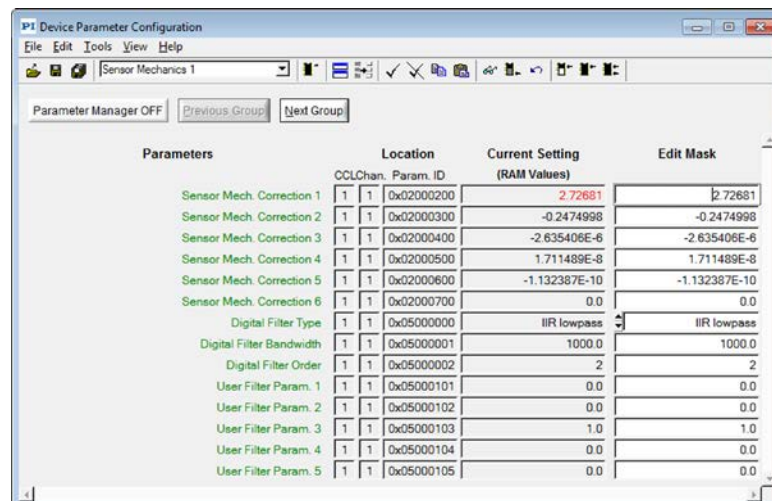 PI Device Parameter Configuration
File Edit Tools View Help
Sensor Mechanics 1
Parameter Manager OFF Previous Group Next Group
Parameters Location Current Setting Edit Mask
CCL Chan. Param. ID (RAM Values)
Sensor Mech. Correction 1 1 1 0x02000200 2.72681 2.72681
Sensor Mech. Correction 2 1 1 0x02000300 -0.2474998 -0.2474998
Sensor Mech. Correction 3 1 1 0x02000400 -2.635406E-6 -2.635406E-6
Sensor Mech. Correction 4 1 1 0x02000500 1.711489E-8 1.711489E-8
Sensor Mech. Correction 5 1 1 0x02000600 -1.132387E-10 -1.132387E-10
Sensor Mech. Correction 6 1 1 0x02000700 0.0 0.0
Digital Filter Type 1 1 0x05000000 IIR lowpass IIR lowpass
Digital Filter Bandwidth 1 1 0x05000001 1000.0 1000.0
Digital Filter Order 1 1 0x05000002 2 2
User Filter Param. 1 1 1 0x05000101 0.0 0.0
User Filter Param. 2 1 1 0x05000102 0.0 0.0
User Filter Param. 3 1 1 0x05000103 1.0 1.0
User Filter Param. 4 1 1 0x05000104 0.0 0.0
User Filter Param. 5 1 1 0x05000105 0.0 0.0